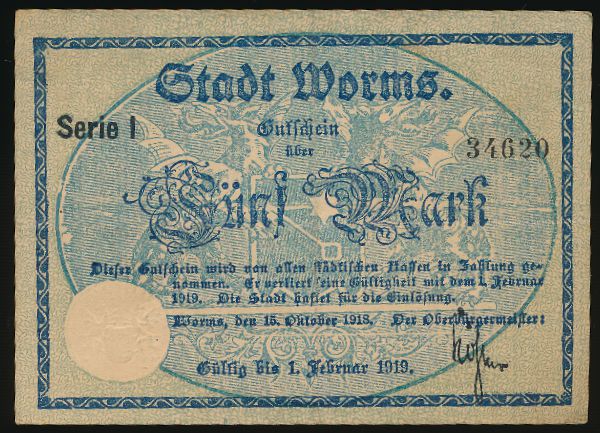 Stadt Worms.
Serie I
Gutschein
über
34620
Fünf Mark
Dieser Gutschein wird von allen städtischen Kassen in Zahlung ge-
nommen. Er verliert seine Gültigkeit mit dem 1. Februar
1919. Die Stadt haftet für die Einlösung.
Worms, den 15. Oktober 1918. Der Oberbürgermeister:
Gültig bis 1. Februar 1919.